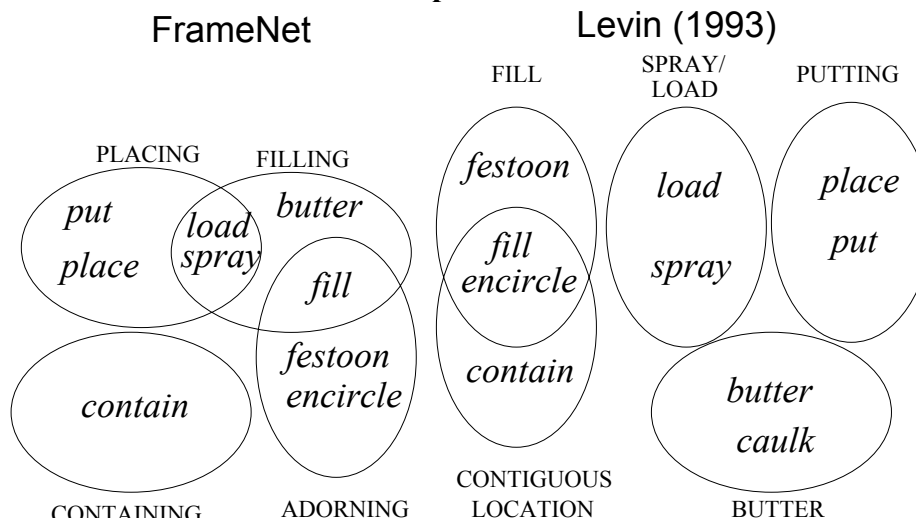 FrameNet
Levin (1993)
PLACING
FILLING
put
place
load
spray
butter
fill
festoon
encircle
contain
CONTAINING
ADORNING
FILL
SPRAY/
LOAD
PUTTING
festoon
fill
encircle
contain
load
spray
place
put
butter
caulk
CONTIGUOUS
LOCATION
BUTTER